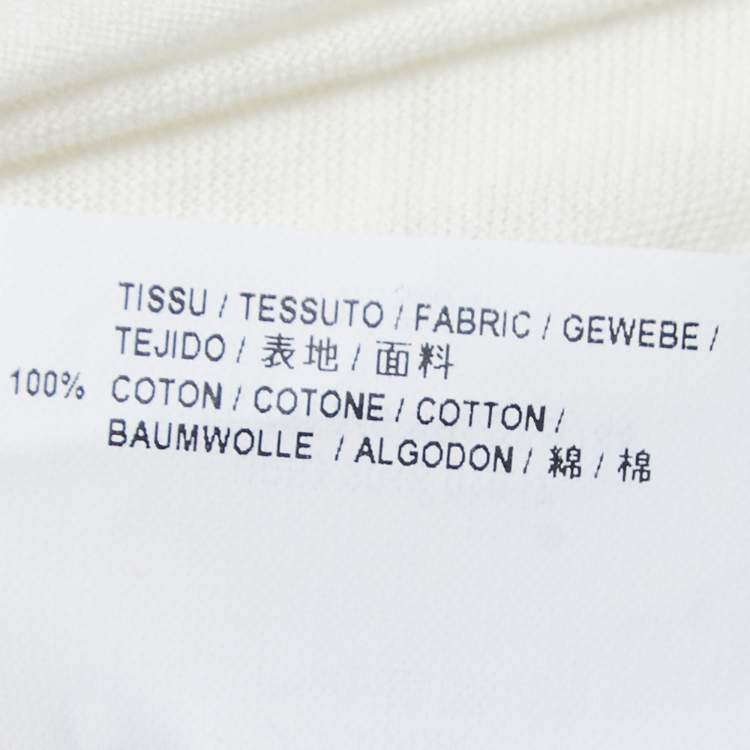 TISSU / TESSUTO / FABRIC / GEWEBE /
TEJIDO / 表地 / 面料
100% COTON / COTONE / COTTON /
BAUMWOLLE / ALGODON / 綿 / 棉